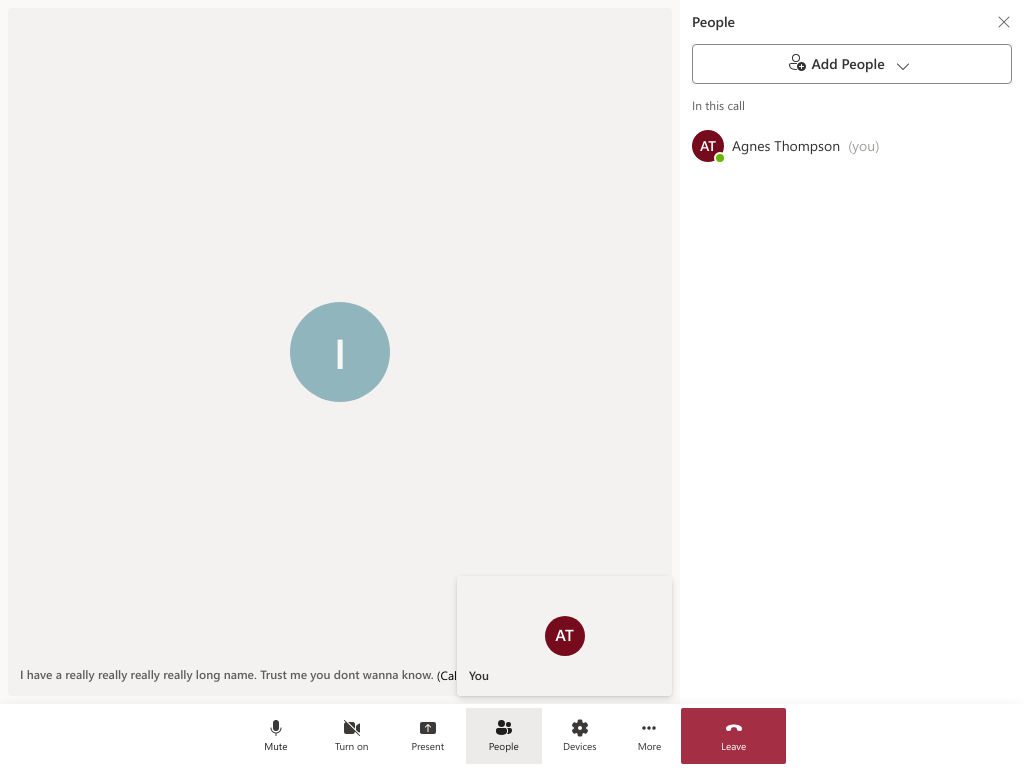 People
Add People
In this call
AT
Agnes Thompson (you)
I
AT
I have a really really really really long name. Trust me you dont wanna know. (Cal
You
Mute
Turn on
Present
People
Devices
More
Leave